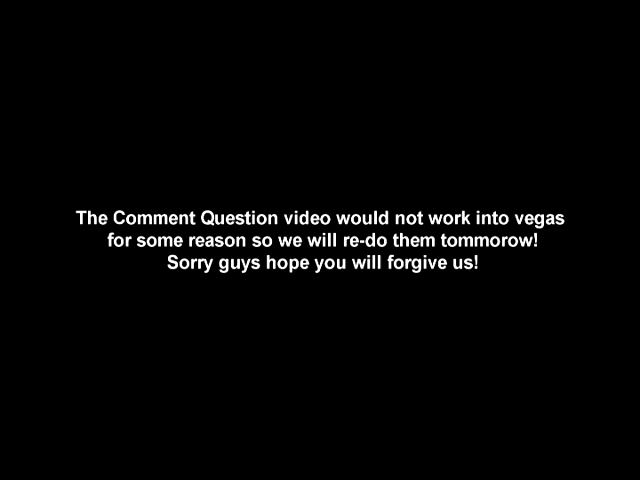 The Comment Question video would not work into vegas
for some reason so we will re-do them tommorow!
Sorry guys hope you will forgive us!